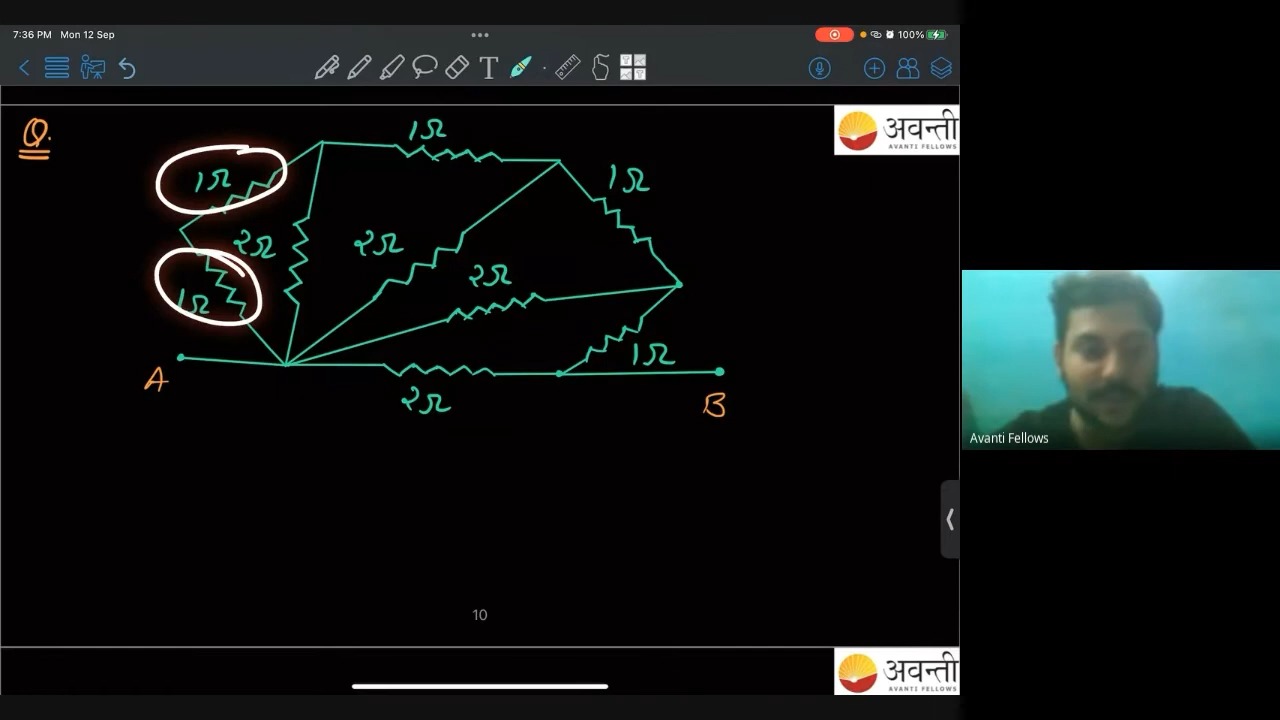 7:36 PM Mon 12 Sep
100%
T
Q.
अवन्ती
AVANTI FELLOWS
1Ω
1Ω
1Ω
2Ω
2Ω
2Ω
1Ω
1Ω
A
2Ω
B
Avanti Fellows
10
अवन्ती
AVANTI FELLOWS